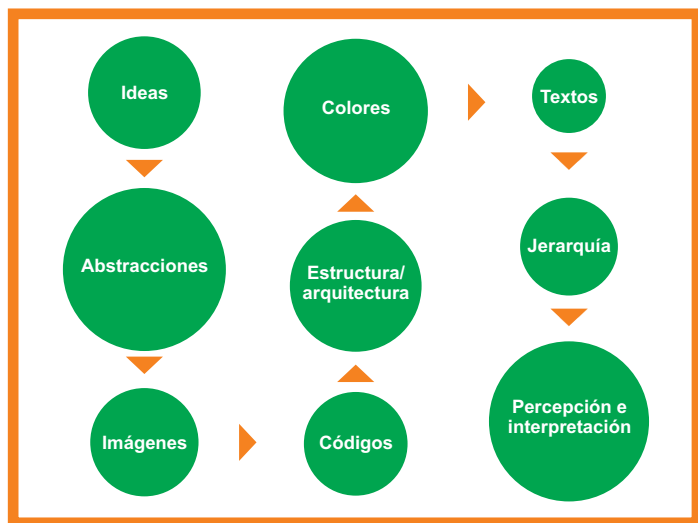 Ideas
Abstracciones
Imágenes
Códigos
Estructura/
arquitectura
Colores
Textos
Jerarquía
Percepción e
interpretación